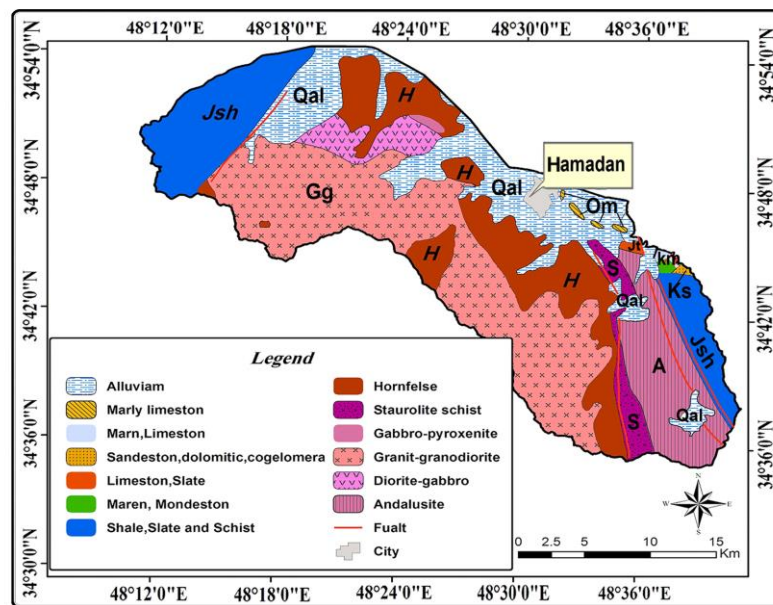 48°12'0"E 48°18'0"E 48°24'0"E 48°30'0"E 48°36'0"E
34°54'0"N
34°54'0"N
Jsh
Qal
H
Hamadan
34°48'0"N
34°48'0"N
Gg
H
Qal
Om
H
H
S
Jt
km
Ks
34°42'0"N
34°42'0"N
Qal
Jsh
A
S
Qal
34°36'0"N
34°36'0"N
34°30'0"N
Legend
Alluviam
Marly limeston
Marn,Limeston
Sandeston,dolomitic,cogelomera
Limeston,Slate
Maren, Mondeston
Shale,Slate and Schist
Hornfelse
Staurolite schist
Gabbro-pyroxenite
Granit-granodiorite
Diorite-gabbro
Andalusite
Fualt
City
N
W E
S
0 2.5 5 10 15
Km
48°12'0"E 48°18'0"E 48°24'0"E 48°30'0"E 48°36'0"E